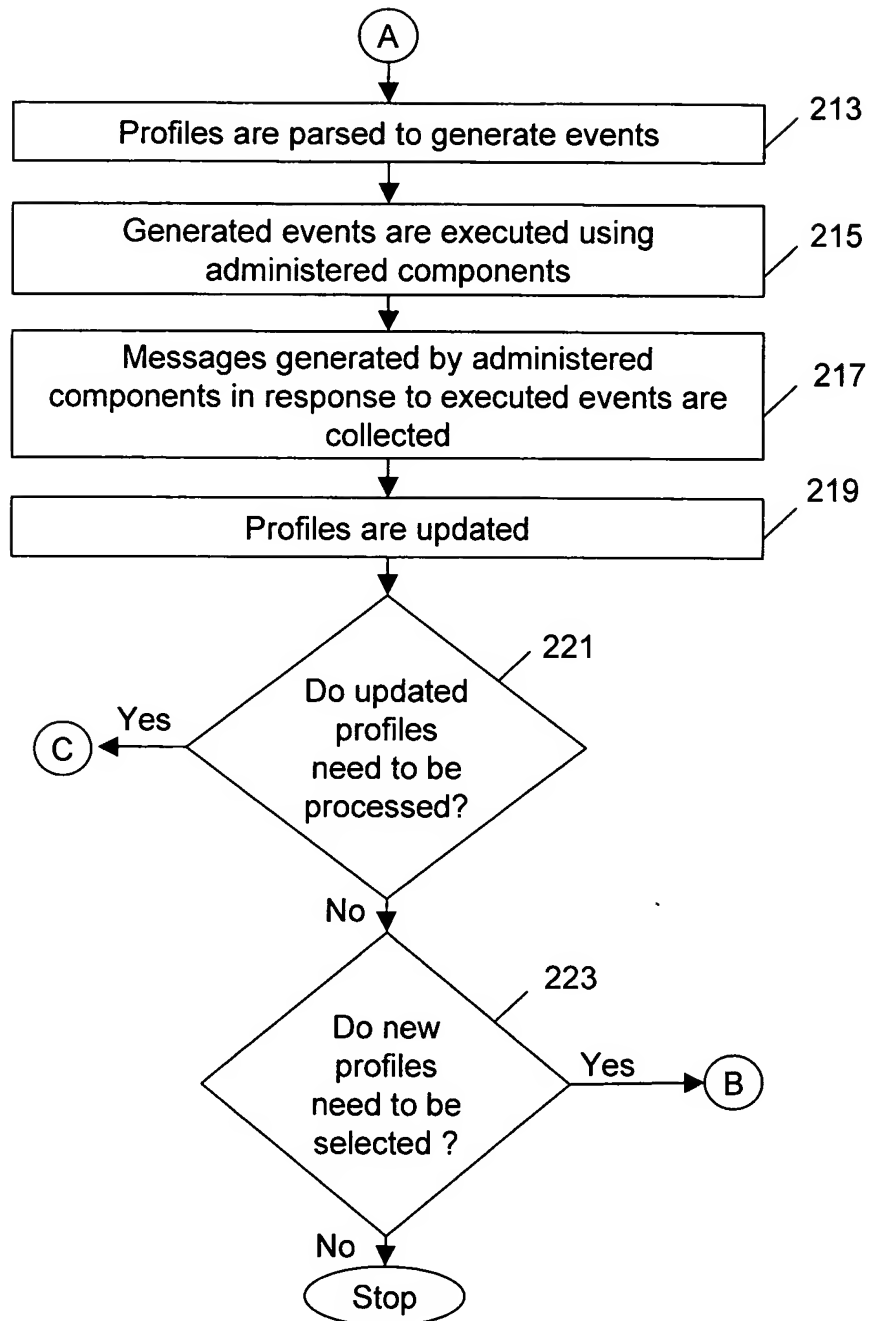 A
Profiles are parsed to generate events
213
Generated events are executed using
administered components
215
Messages generated by administered
components in response to executed events are
collected
217
Profiles are updated
219
221
Do updated
profiles
need to be
processed?
Yes
C
No
223
Do new
profiles
need to be
selected ?
Yes
B
No
Stop